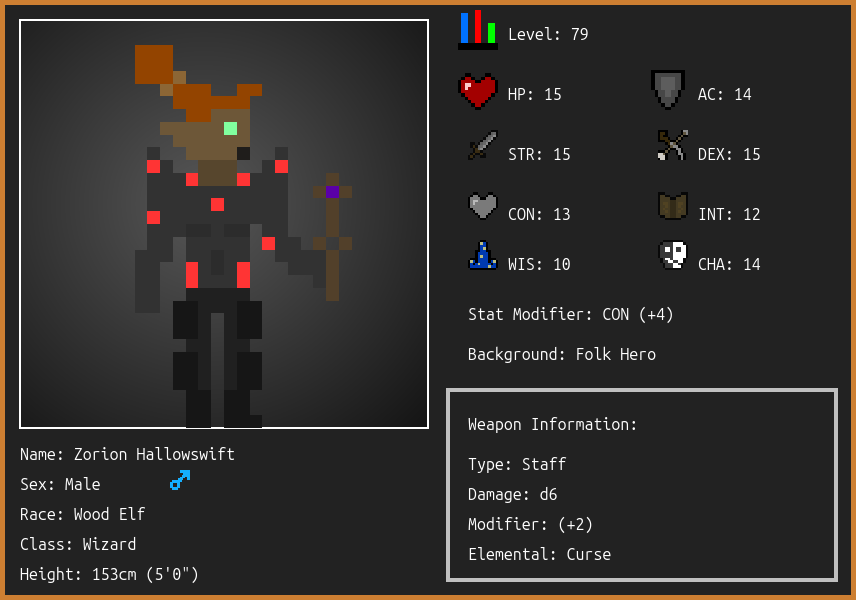 Level: 79
HP: 15
AC: 14
STR: 15
DEX: 15
CON: 13
INT: 12
WIS: 10
CHA: 14
Stat Modifier: CON (+4)
Background: Folk Hero
Weapon Information:
Type: Staff
Damage: d6
Modifier: (+2)
Elemental: Curse
Name: Zorion Hallowswift
Sex: Male
Race: Wood Elf
Class: Wizard
Height: 153cm (5'0")